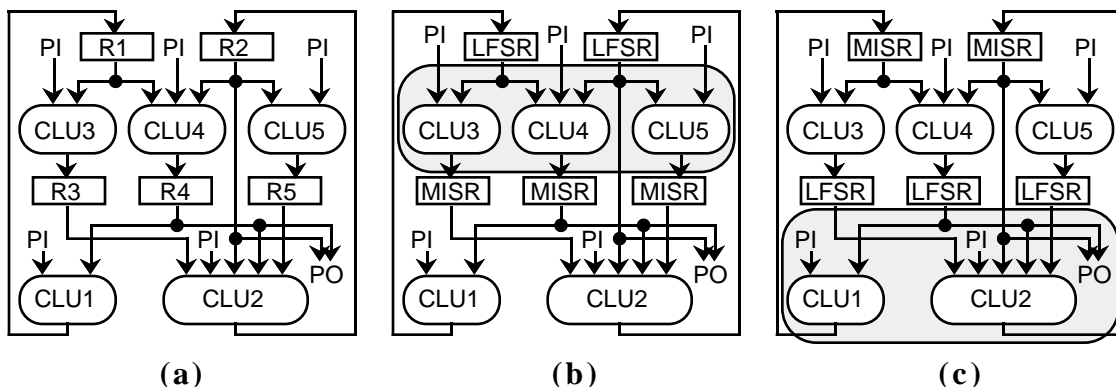 PI R1 PI R2 PI
CLU3 CLU4 CLU5
R3 R4 R5
PI PI PO
CLU1 CLU2
(a)
PI LFSR PI LFSR PI
CLU3 CLU4 CLU5
MISR MISR MISR
PI PI PO
CLU1 CLU2
(b)
PI MISR PI MISR PI
CLU3 CLU4 CLU5
LFSR LFSR LFSR
PI PI PO
CLU1 CLU2
(c)